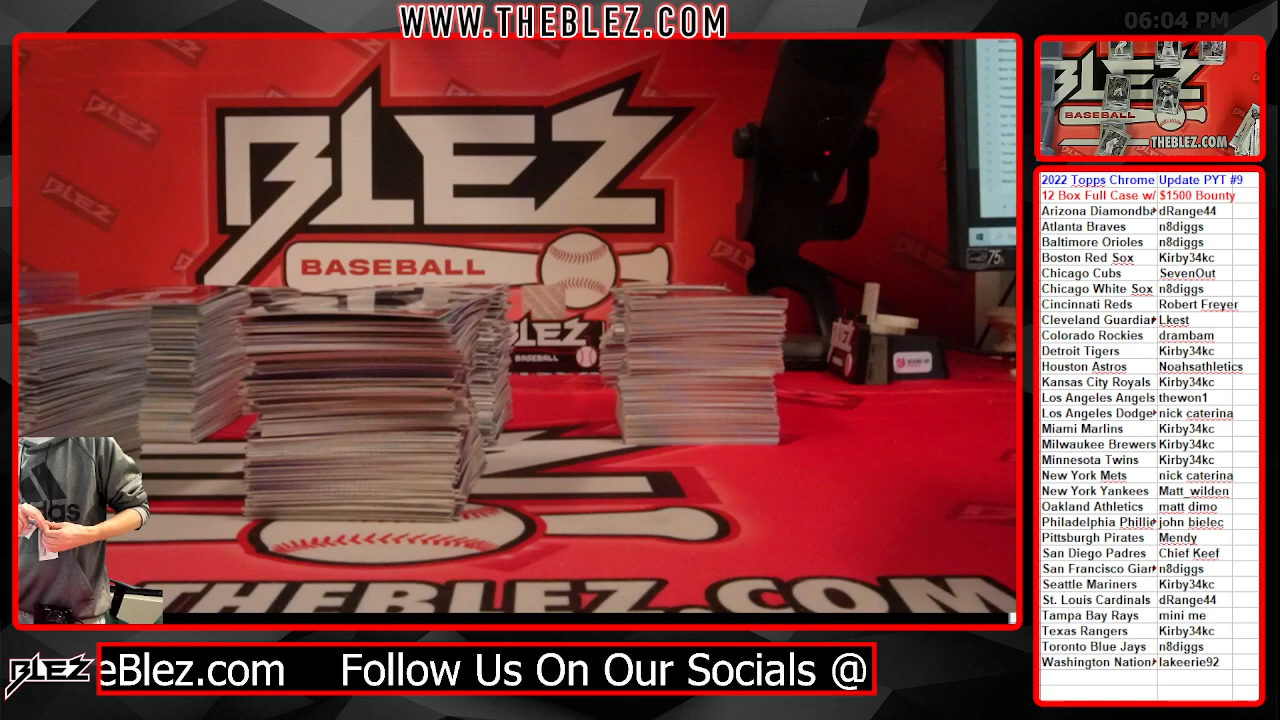 WWW.THEBLEZ.COM
06:04 PM
BLEZ
BASEBALL
BLEZ
BASEBALL
THEBLEZ.COM
75
BLEZ
BASEBALL
THEBLEZ.COM
2022 Topps Chrome Update PYT #9
12 Box Full Case w/ $1500 Bounty
Arizona Diamondba dRange44
Atlanta Braves n8diggs
Baltimore Orioles n8diggs
Boston Red Sox Kirby34kc
Chicago Cubs SevenOut
Chicago White Sox n8diggs
Cincinnati Reds Robert Freyer
Cleveland Guardian Lkest
Colorado Rockies drambam
Detroit Tigers Kirby34kc
Houston Astros Noahsathletics
Kansas City Royals Kirby34kc
Los Angeles Angels thewon1
Los Angeles Dodge nick caterina
Miami Marlins Kirby34kc
Milwaukee Brewers Kirby34kc
Minnesota Twins Kirby34kc
New York Mets nick caterina
New York Yankees Matt_wilden
Oakland Athletics matt dimo
Philadelphia Phillie john bielec
Pittsburgh Pirates Mendy
San Diego Padres Chief Keef
San Francisco Gian n8diggs
Seattle Mariners Kirby34kc
St. Louis Cardinals dRange44
Tampa Bay Rays mini me
Texas Rangers Kirby34kc
Toronto Blue Jays n8diggs
Washington Nation lakeerie92
BLEZ
eBlez.com Follow Us On Our Socials @